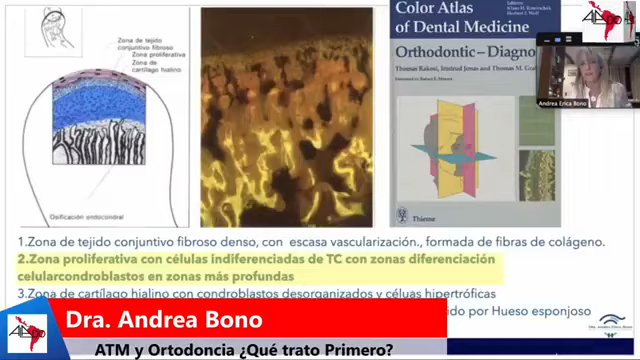 Zona de tejido
conjuntivo fibroso
Zona proliferativa
Zona de
cartílago hialino
Osificación endocondral
Editors
Color Atlas
of Dental Medicine
Orthodontic–Diagno
Thomas Rakosi, Irmtrud Jonas and Thomas M. Gra
Thieme
Andrea Erica Bono
1.Zona de tejido conjuntivo fibroso denso, con escasa vascularización., formada de fibras de colágeno.
2.Zona proliferativa con células indiferenciadas de TC con zonas diferenciación
celularcondroblastos en zonas más profundas
3.Zona de cartílago hialino con condroblastos desorganizados y céluas hipertróficas
ido por Hueso esponjoso
Dra. Andrea Bono
ATM y Ortodoncia ¿Qué trato Primero?